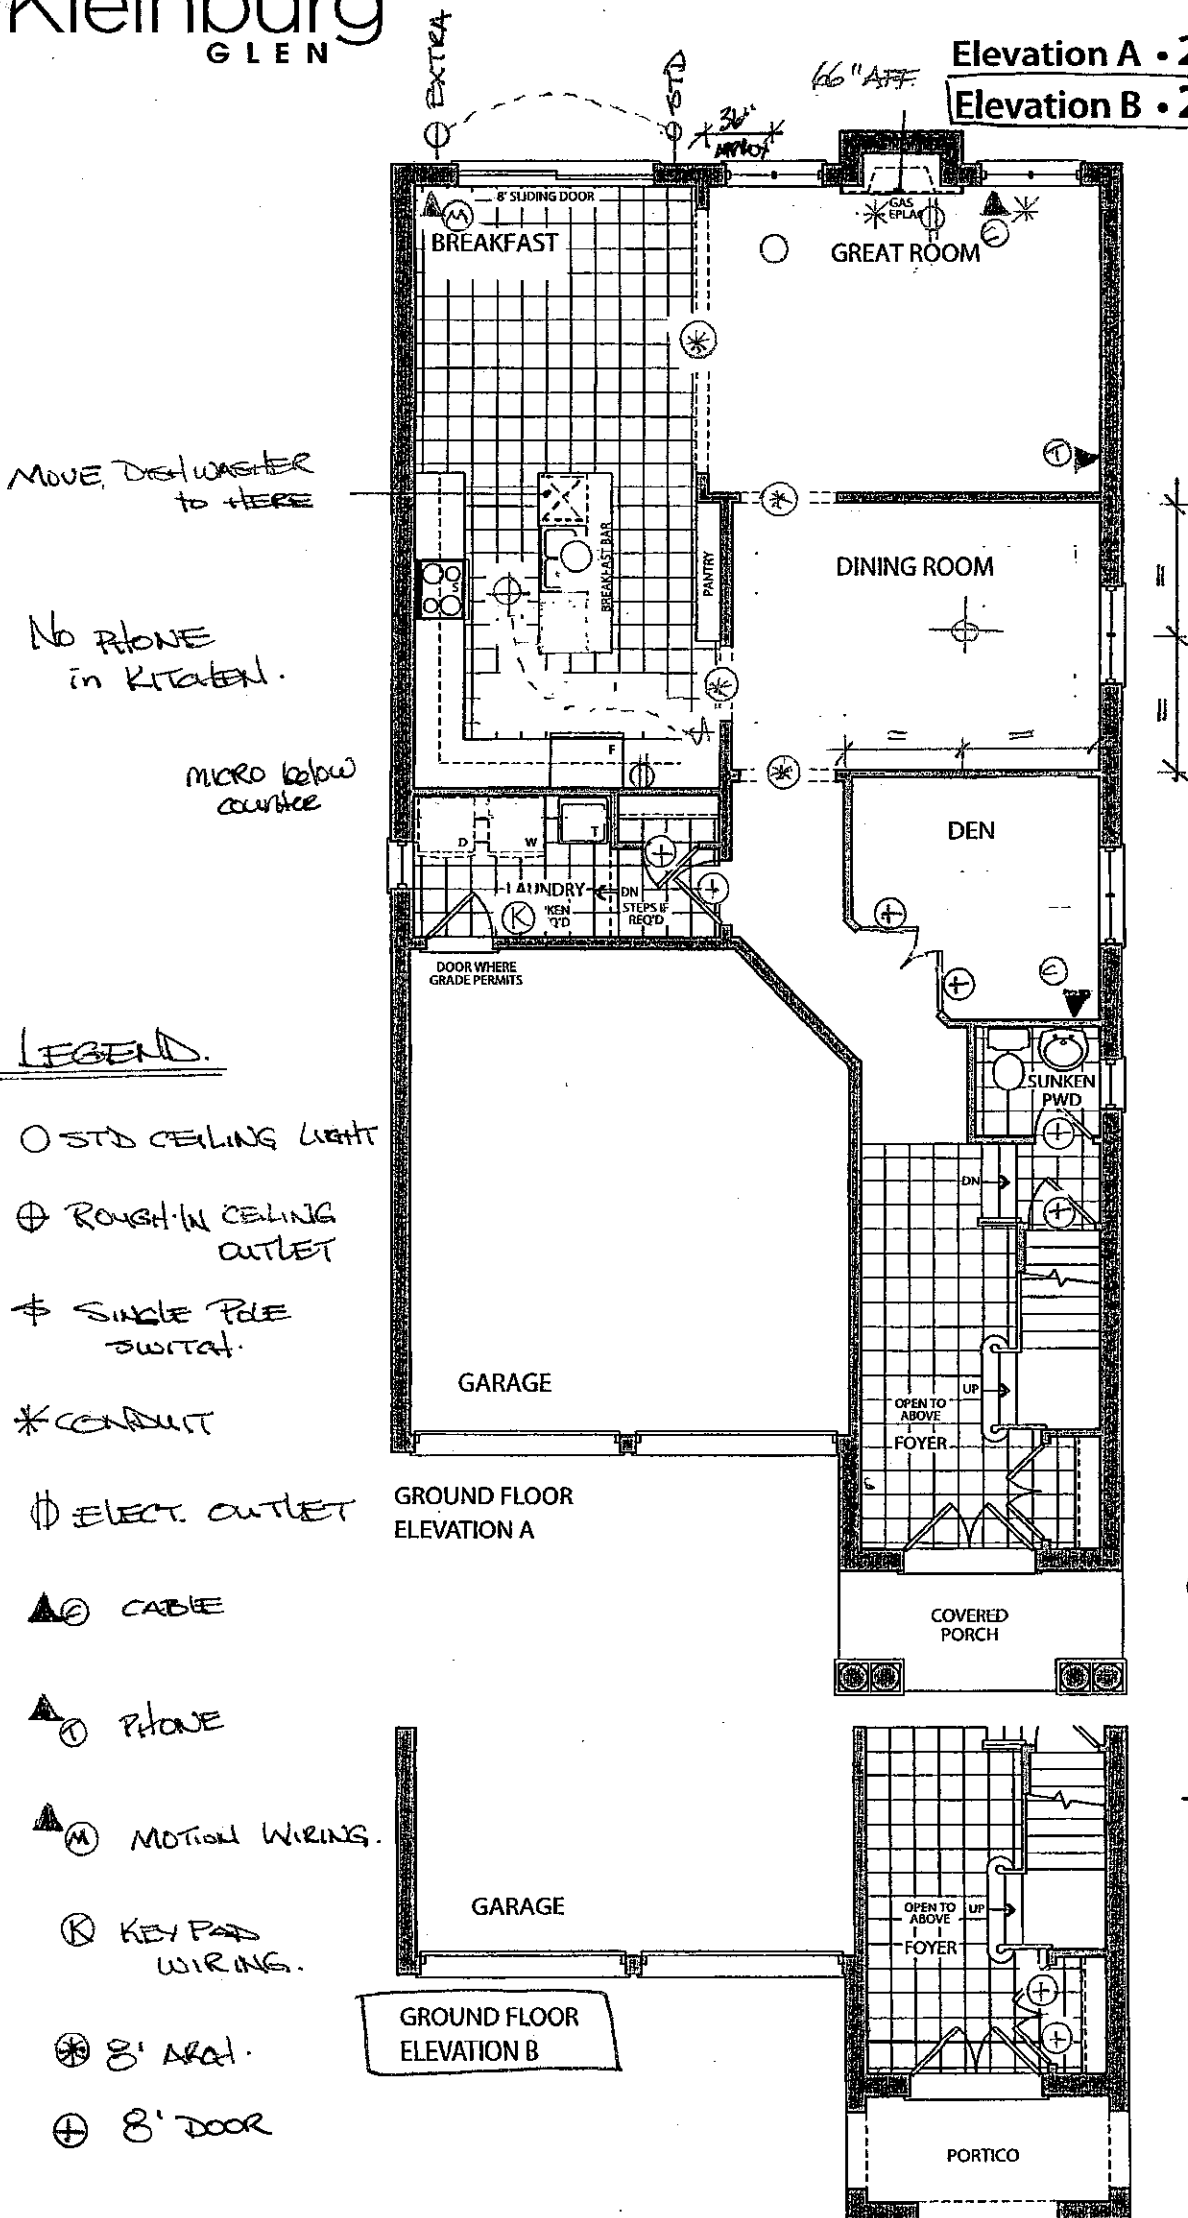 Kleinburg
GLEN
EXTRA
STD
36"
66" AFF.
Elevation A • 2
Elevation B • 2
8' SLIDING DOOR
M
BREAKFAST
GAS
EPLAC
C
GREAT ROOM
T
MOVE DISHWASHER
to HERE
BREAKFAST BAR
PANTRY
DINING ROOM
S
NO PHONE
in KITCHEN.
F
MICRO below
counter
D
W
T
DEN
LAUNDRY
DN
K
'KEN
Q'D
STEPS IF
REQ'D
DOOR WHERE
GRADE PERMITS
C
SUNKEN
PWD
DN
LEGEND.
STD CEILING LIGHT
ROUGH-IN CEILING
OUTLET
SINGLE POLE
SWITCH.
CONDUIT
ELECT. OUTLET
C CABLE
T PHONE
M MOTION WIRING.
K KEY PAD
WIRING.
8' ARCH.
8' DOOR
GARAGE
UP
OPEN TO
ABOVE
FOYER
GROUND FLOOR
ELEVATION A
COVERED
PORCH
GARAGE
OPEN TO
ABOVE
UP
FOYER
GROUND FLOOR
ELEVATION B
PORTICO